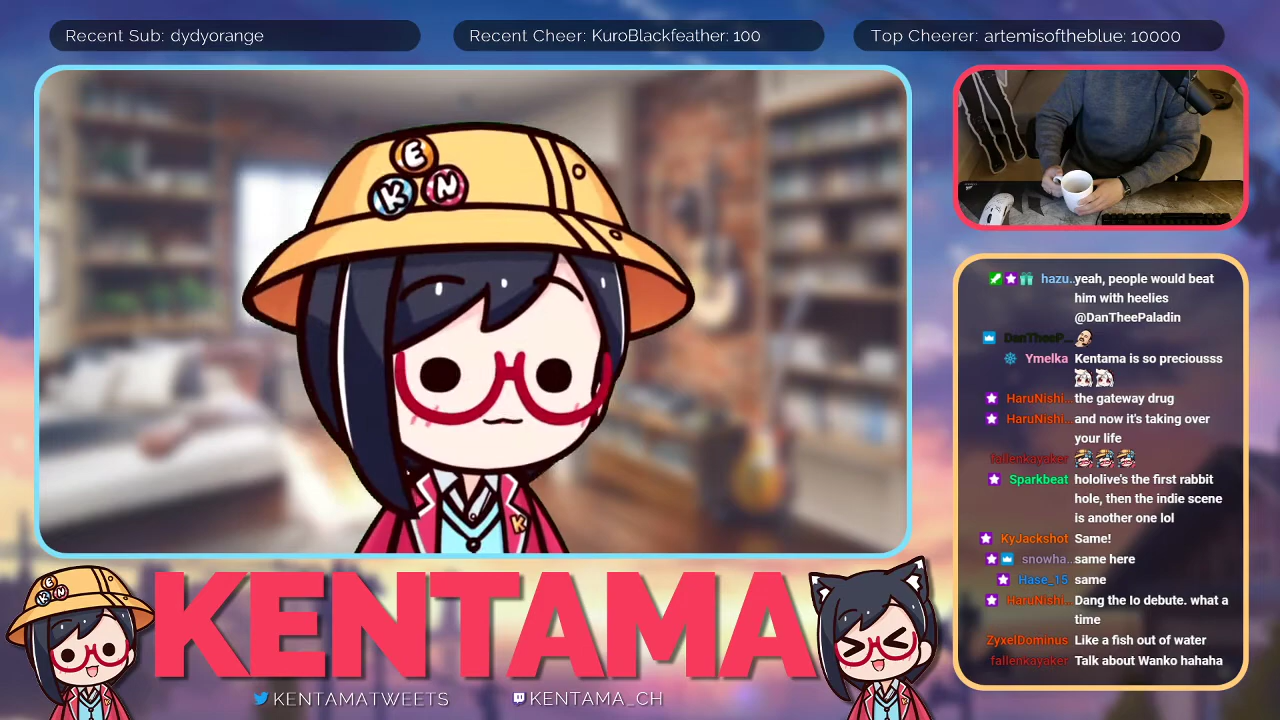 Recent Sub: dydyorange
Recent Cheer: KuroBlackfeather: 100
Top Cheerer: artemisoftheblue: 10000
E
K N
K
hazu.. yeah, people would beat
him with heelies
@DanTheePaladin
DanTheeP...
Ymelka Kentama is so preciousss
HaruNishi... the gateway drug
HaruNishi... and now it's taking over
your life
fallenkayaker
Sparkbeat hololive's the first rabbit
hole, then the indie scene
is another one lol
KyJackshot Same!
snowha.. same here
Hase_15 same
HaruNishi... Dang the Io debute. what a
time
ZyxelDominus Like a fish out of water
fallenkayaker Talk about Wanko hahaha
E
K I N
KENTAMA
KENTAMATWEETS
KENTAMA_CH